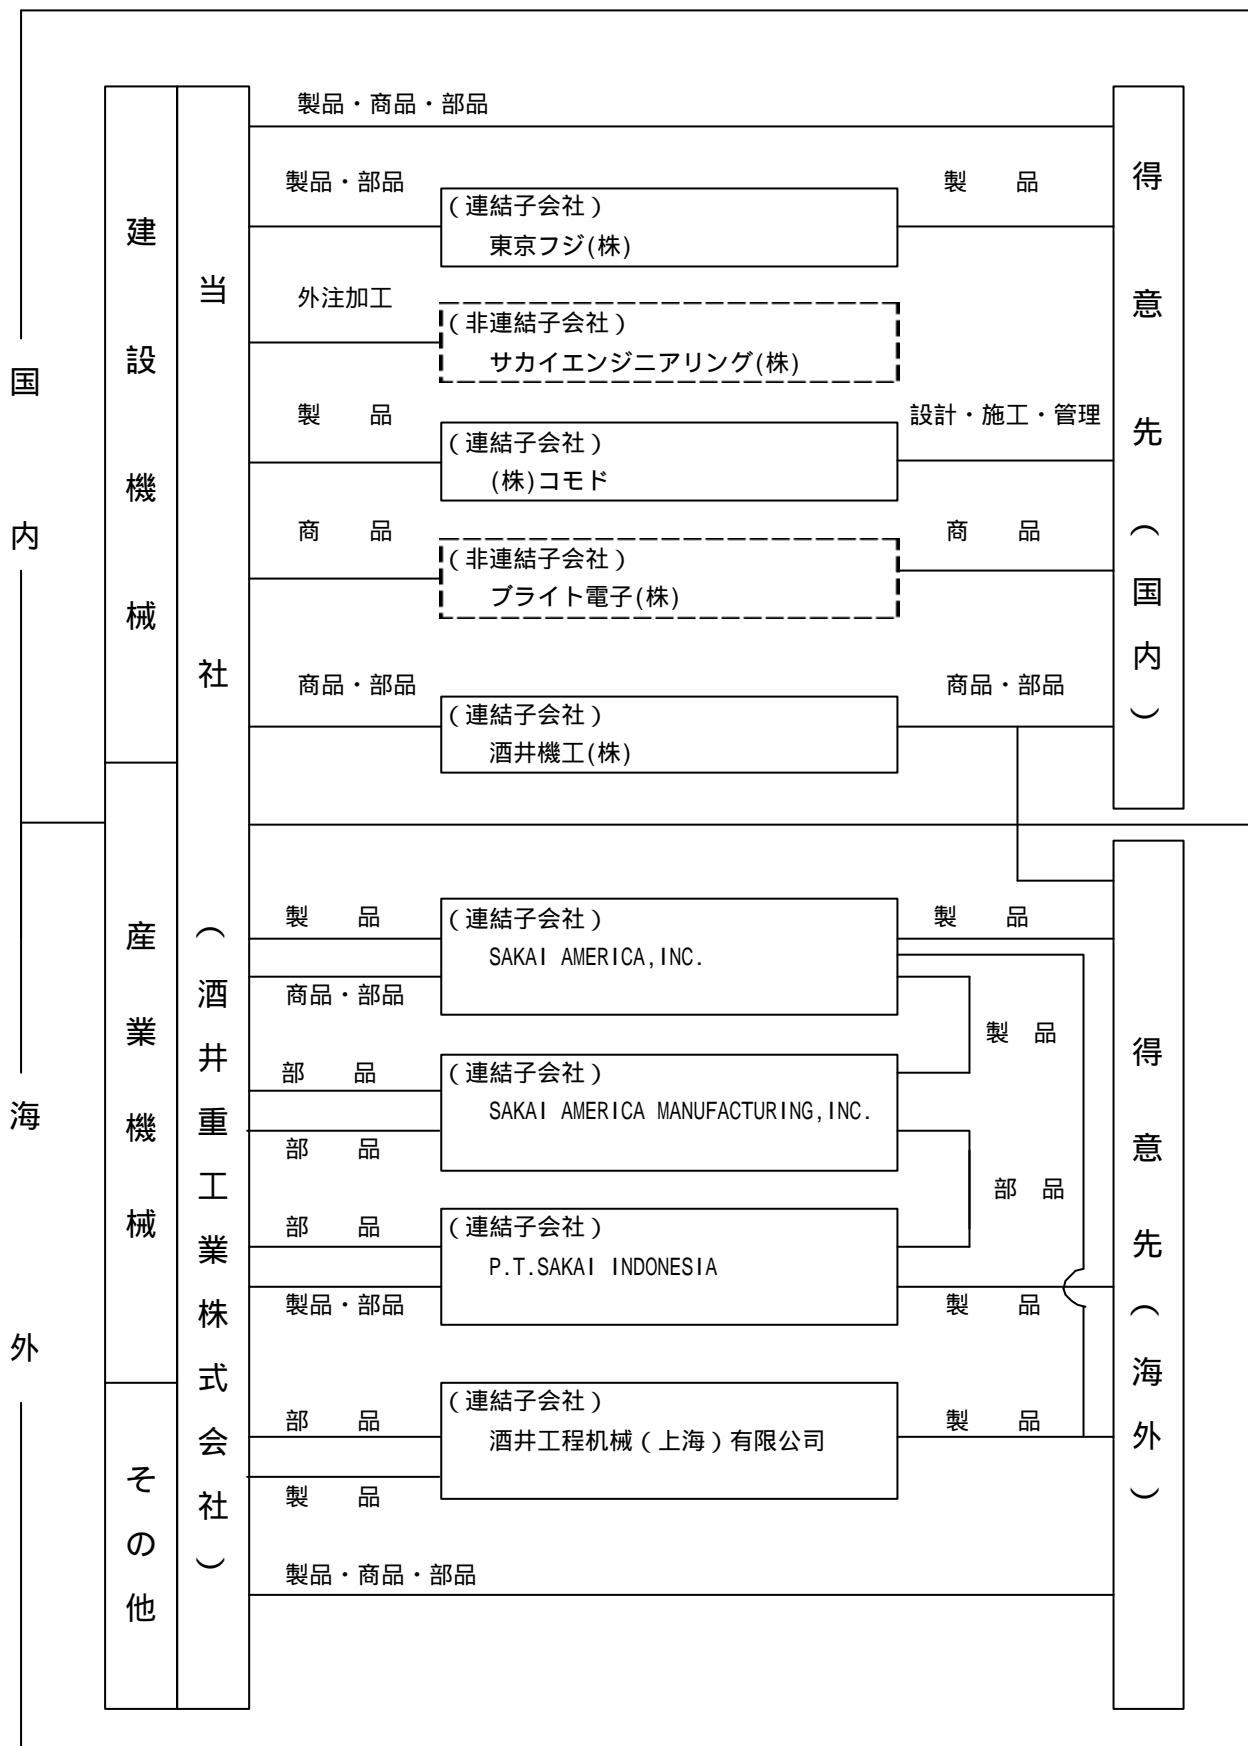 国内
海外
建設機械
産業機械
その他
当社（酒井重工業株式会社）
製品・商品・部品
製品・部品
（連結子会社）
東京フジ(株)
製　品
外注加工
（非連結子会社）
サカイエンジニアリング(株)
製　品
（連結子会社）
(株)コモド
設計・施工・管理
商　品
（非連結子会社）
ブライト電子(株)
商　品
商品・部品
（連結子会社）
酒井機工(株)
商品・部品
得意先（国内）
製　品
商品・部品
（連結子会社）
SAKAI AMERICA,INC.
製　品
製　品
部　品
部　品
（連結子会社）
SAKAI AMERICA MANUFACTURING,INC.
部　品
部　品
製品・部品
（連結子会社）
P.T.SAKAI INDONESIA
製　品
部　品
製　品
（連結子会社）
酒井工程机械（上海）有限公司
製　品
製品・商品・部品
得意先（海外）